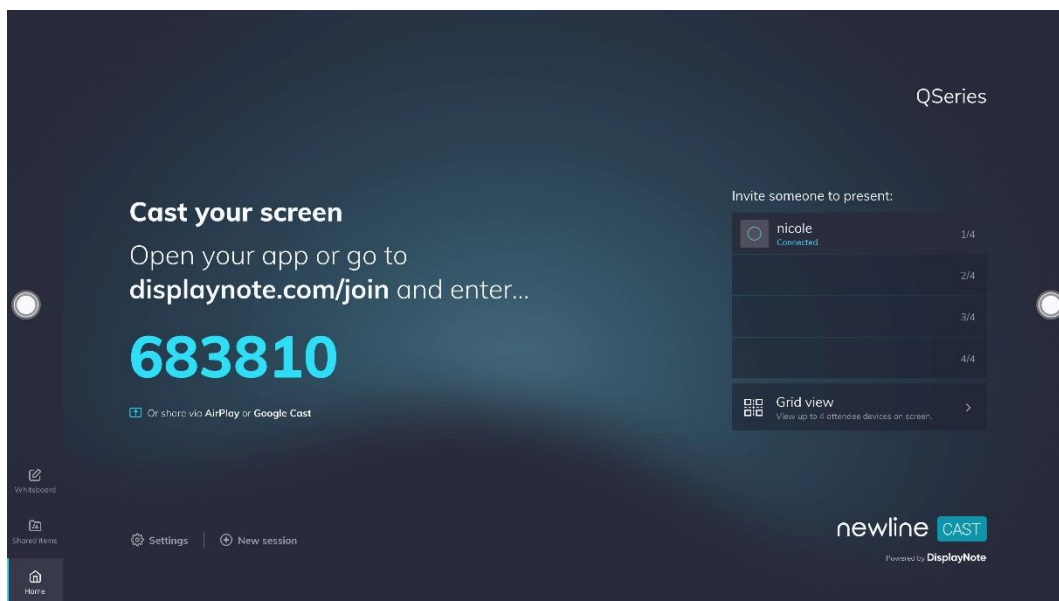 QSeries
Cast your screen
Open your app or go to
displaynote.com/join and enter...
683810
Or share via AirPlay or Google Cast
Invite someone to present:
nicole
Connected
1/4
2/4
3/4
4/4
Grid view
View up to 4 attendee devices on screen.
Whiteboard
Shared items
Home
Settings
New session
newline CAST
Powered by DisplayNote